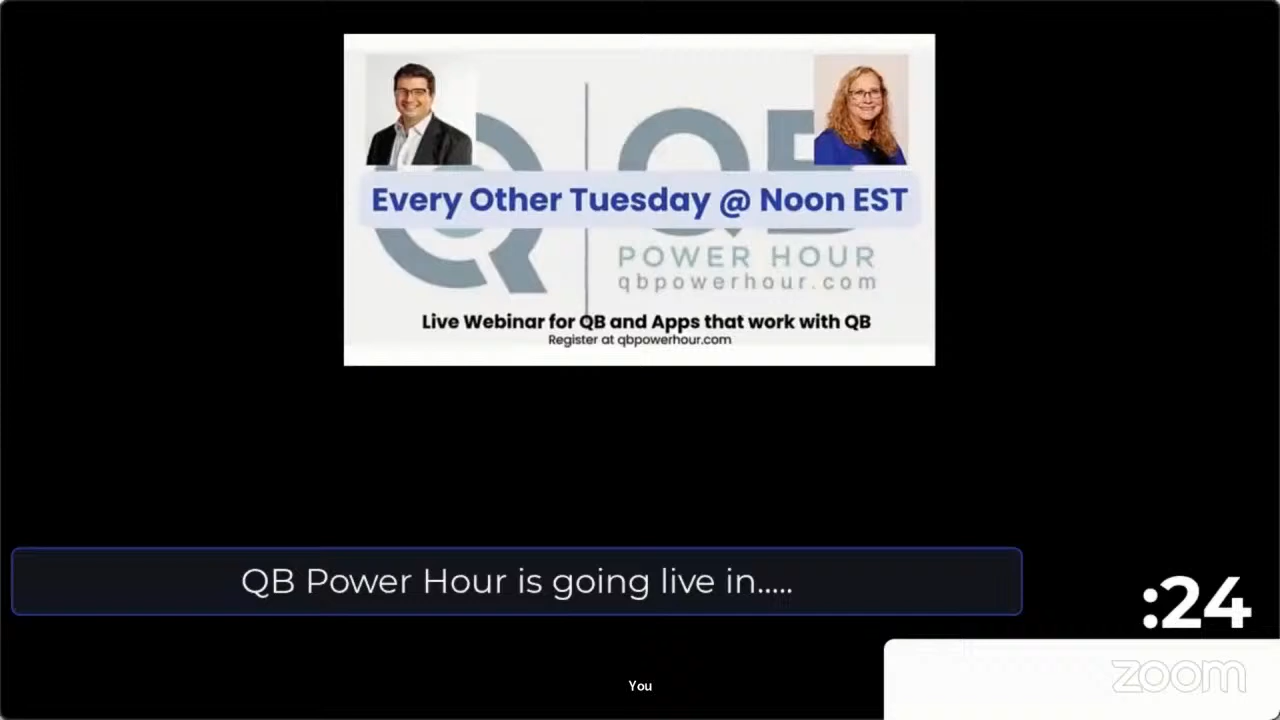 QB
Every Other Tuesday @ Noon EST
POWER HOUR
qbpowerhour.com
Live Webinar for QB and Apps that work with QB
Register at qbpowerhour.com
QB Power Hour is going live in.....
:24
zoom
You